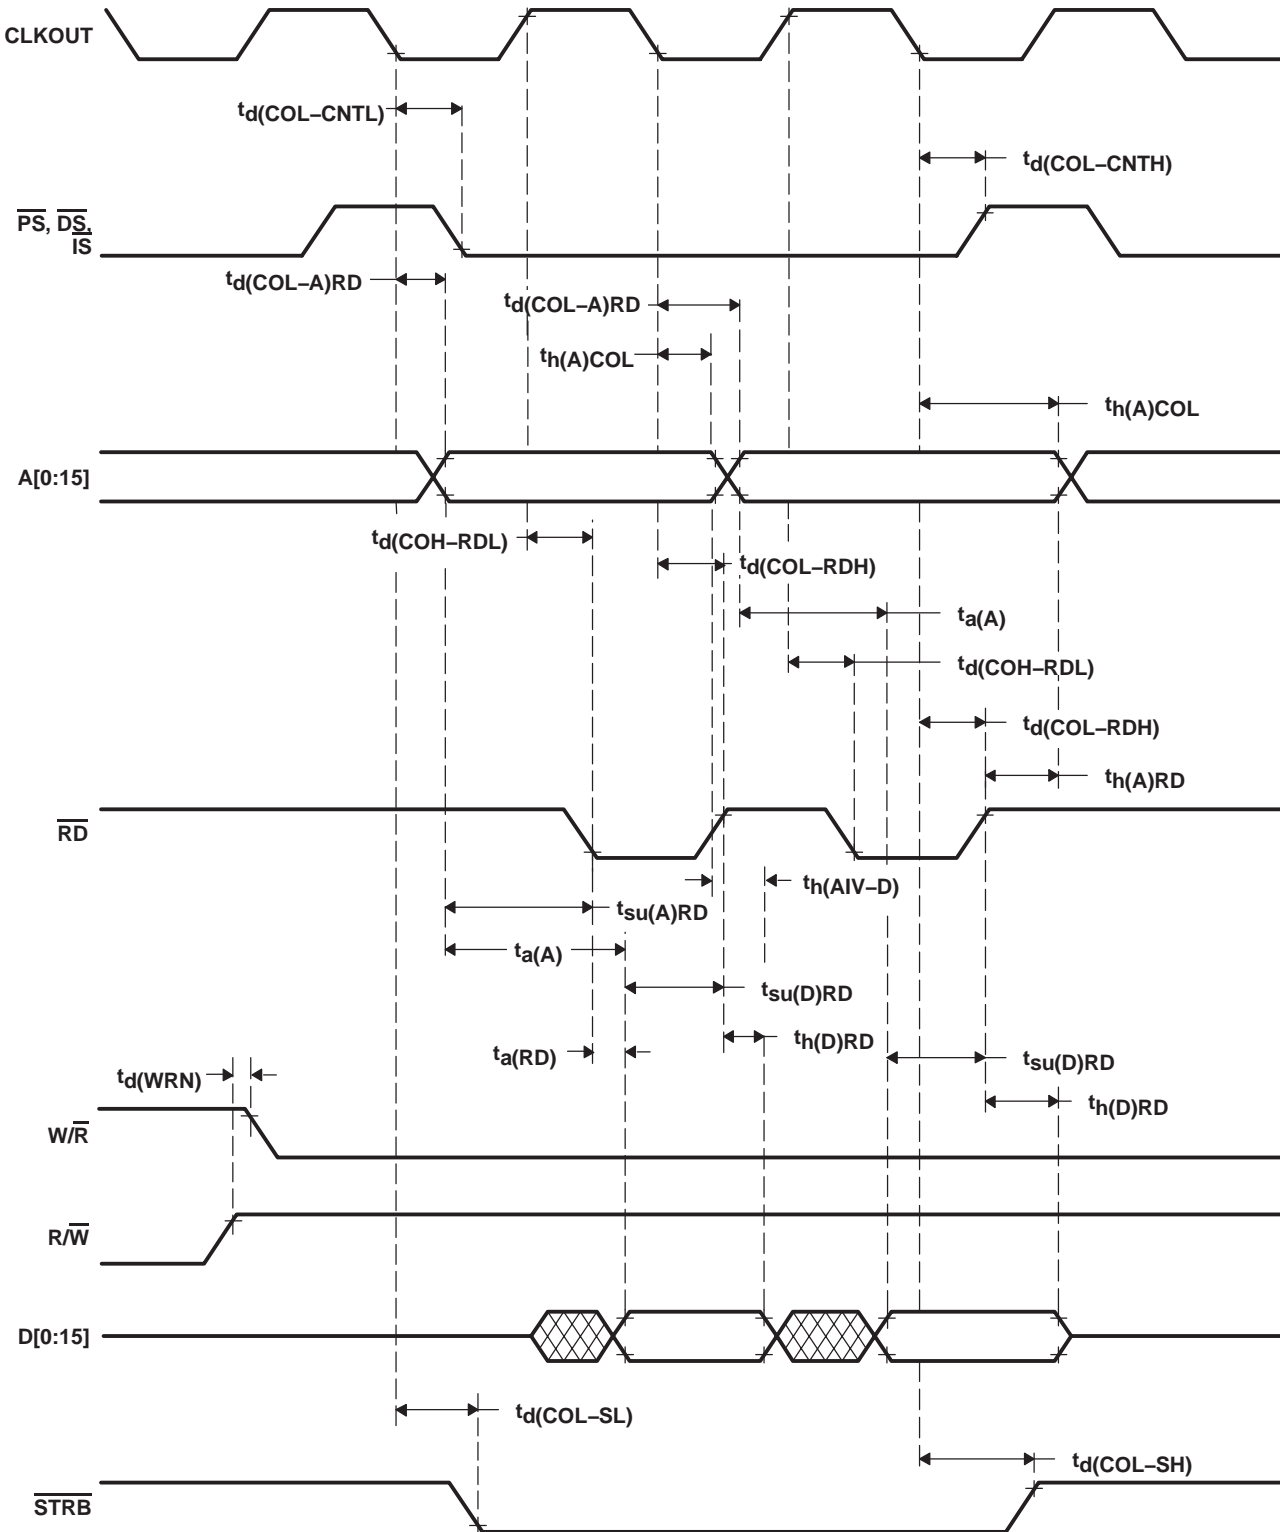 CLKOUT
td(COL–CNTL)
td(COL–CNTH)
PS, DS,
IS
td(COL–A)RD
td(COL–A)RD
th(A)COL
th(A)COL
A[0:15]
td(COH–RDL)
td(COL–RDH)
ta(A)
td(COH–RDL)
td(COL–RDH)
th(A)RD
RD
th(AIV–D)
tsu(A)RD
ta(A)
tsu(D)RD
th(D)RD
ta(RD)
tsu(D)RD
td(WRN)
th(D)RD
W/R
R/W
D[0:15]
td(COL–SL)
td(COL–SH)
STRB